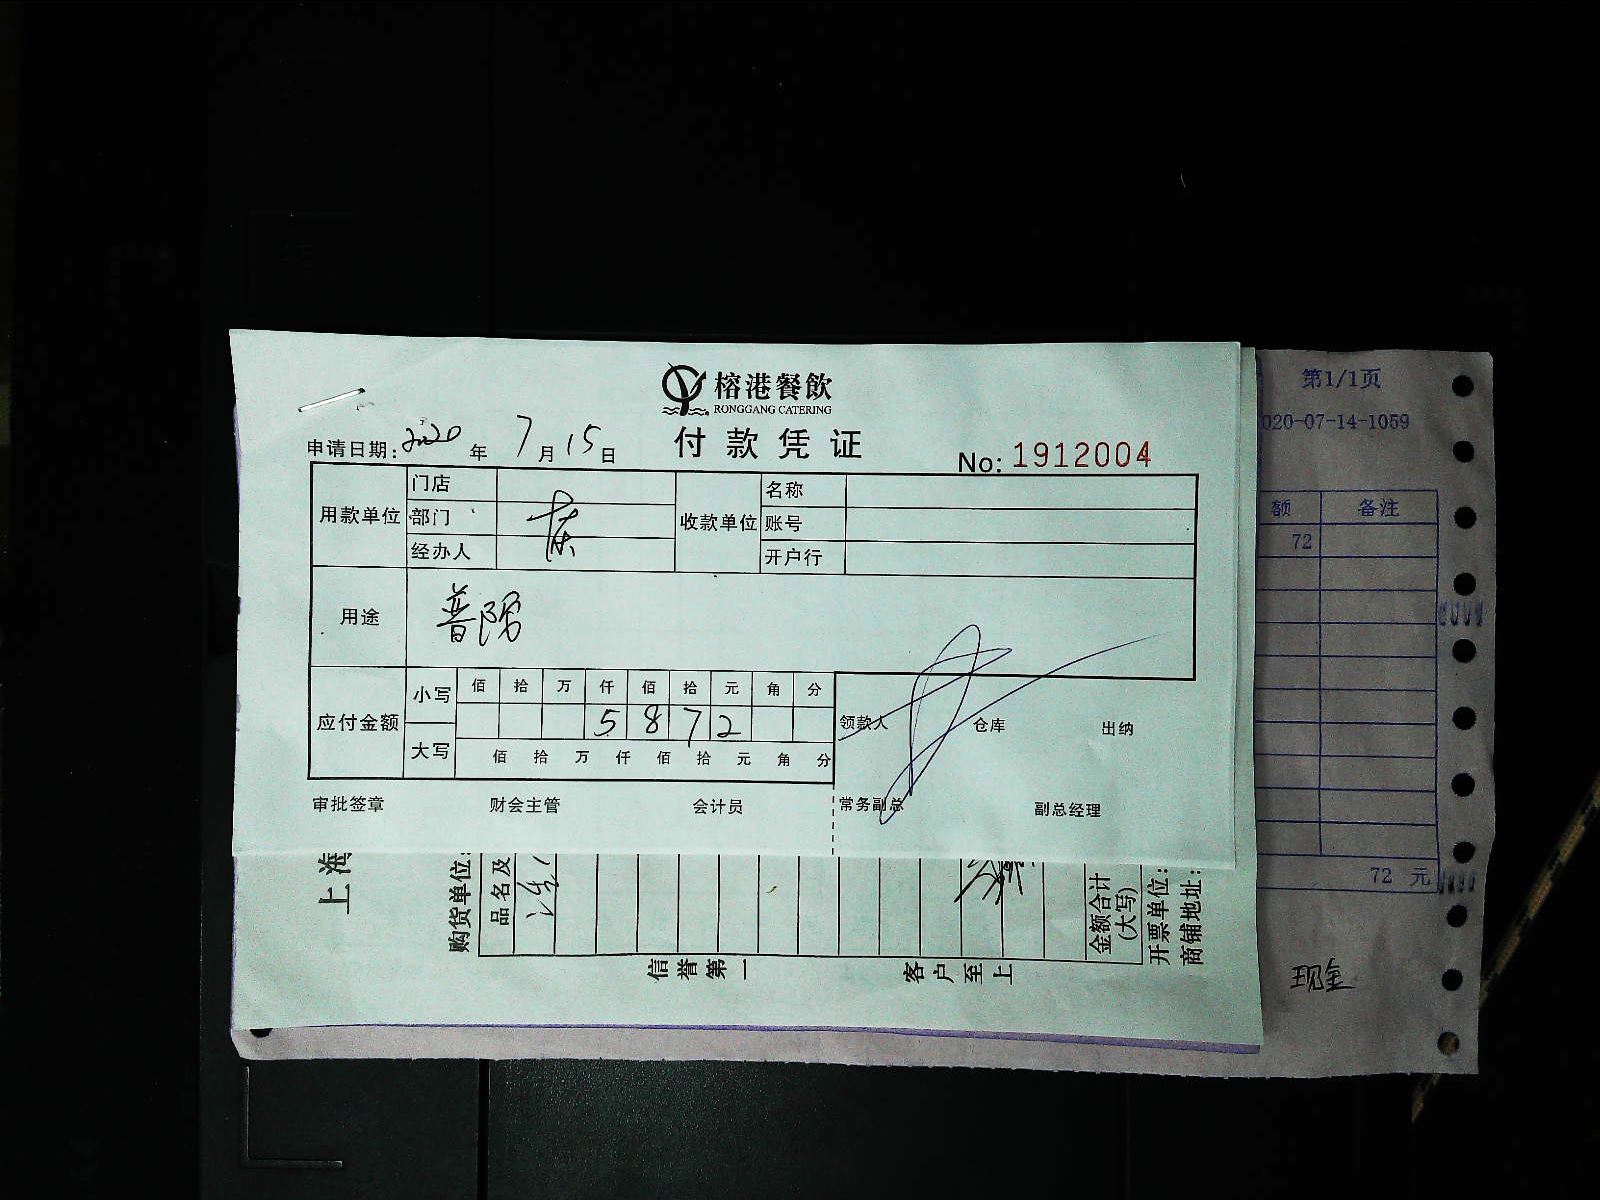 榕港餐飲
RONGGANG CATERING
付款凭证
申请日期: 2020 年 7 月 15 日
No: 1912004
用款单位 门店 收款单位 名称
部门 账号
经办人 开户行
用途 普陀
应付金额 小写 佰 拾 万 仟 佰 拾 元 角 分
5 8 7 2
大写 佰 拾 万 仟 佰 拾 元 角 分
领款人 仓库 出纳
审批签章 财会主管 会计员 常务副总 副总经理
上海
购货单位:
品名及
金额合计
(大写)
开票单位:
商铺地址:
信誉第一 客户至上
第1/1页
020-07-14-1059
额 备注
72
72 元
现金